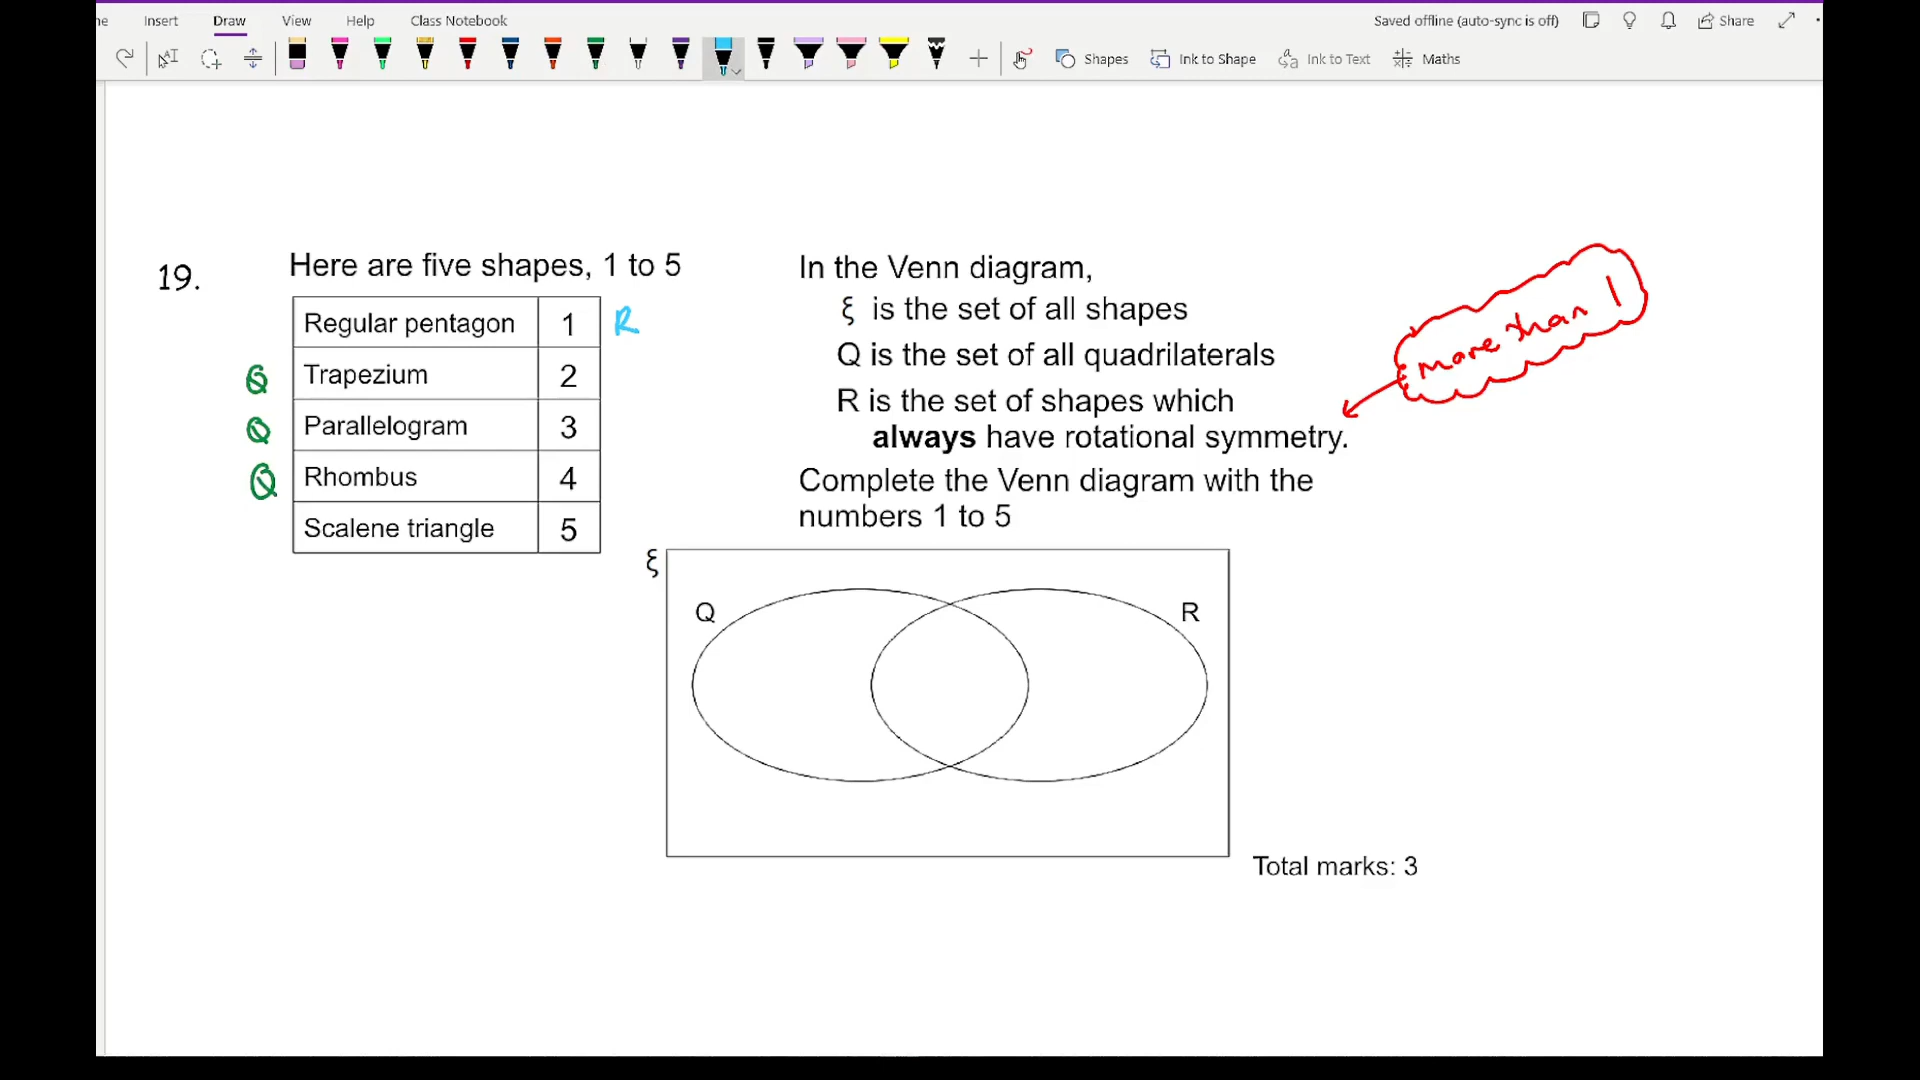 Insert Draw View Help Class Notebook Saved offline (auto-sync is off) Share
Shapes Ink to Shape Ink to Text Maths
19.
Here are five shapes, 1 to 5
Regular pentagon 1 R
Q Trapezium 2
Q Parallelogram 3
Q Rhombus 4
Scalene triangle 5
In the Venn diagram,
ξ is the set of all shapes
Q is the set of all quadrilaterals
R is the set of shapes which
always have rotational symmetry.
more than 1
Complete the Venn diagram with the
numbers 1 to 5
ξ
Q R
Total marks: 3